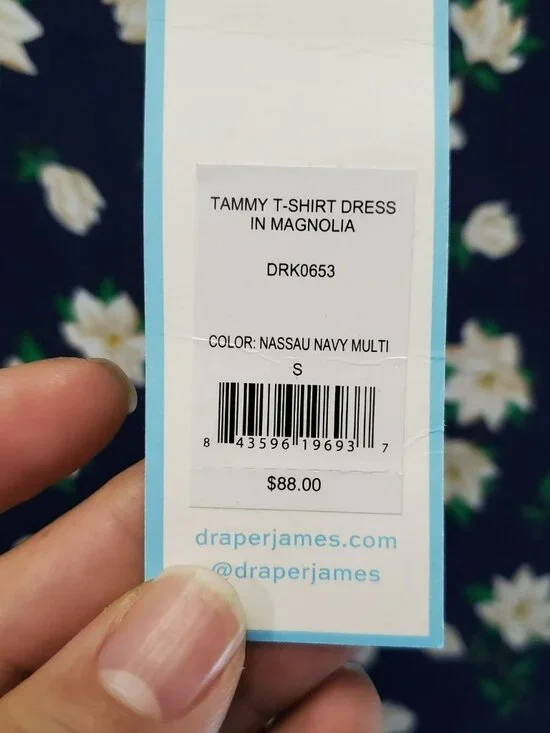 TAMMY T-SHIRT DRESS
IN MAGNOLIA
DRK0653
COLOR: NASSAU NAVY MULTI
S
8 43596 19693 7
$88.00
draperjames.com
@draperjames